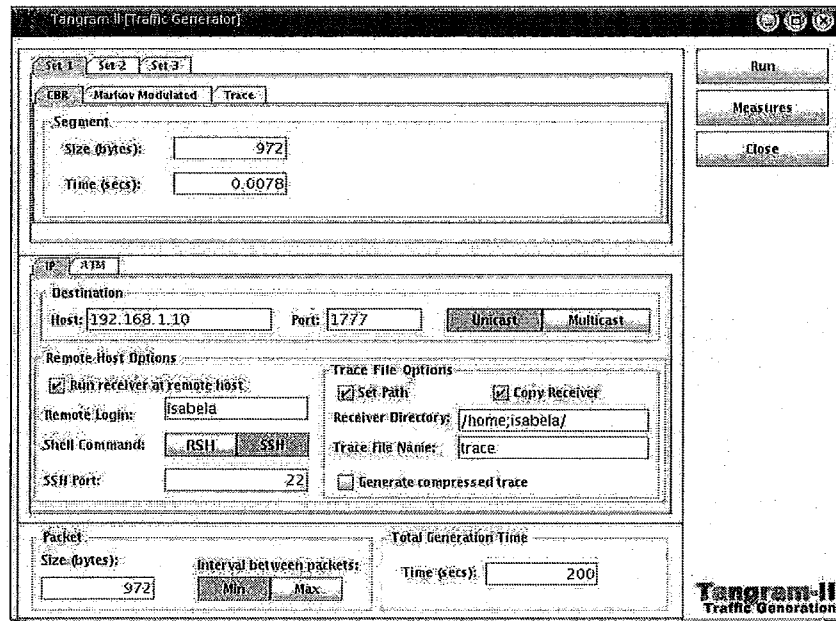 Tangram-II [Traffic Generator]
Set 1 Set 2 Set 3
CBR Markov Modulated Trace
Segment
Size (bytes): 972
Time (secs): 0.0078
Run
Measures
Close
IP ATM
Destination
Host: 192.168.1.10 Port: 1777 Unicast Multicast
Remote Host Options
Run receiver at remote host
Remote Login: isabela
Shell Command: RSH SSH
SSH Port: 22
Trace File Options
Set Path Copy Receiver
Receiver Directory: /home/isabela/
Trace File Name: trace
Generate compressed trace
Packet
Size (bytes):
972
Interval between packets:
Min Max
Total Generation Time
Time (secs): 200
Tangram-II
Traffic Generation